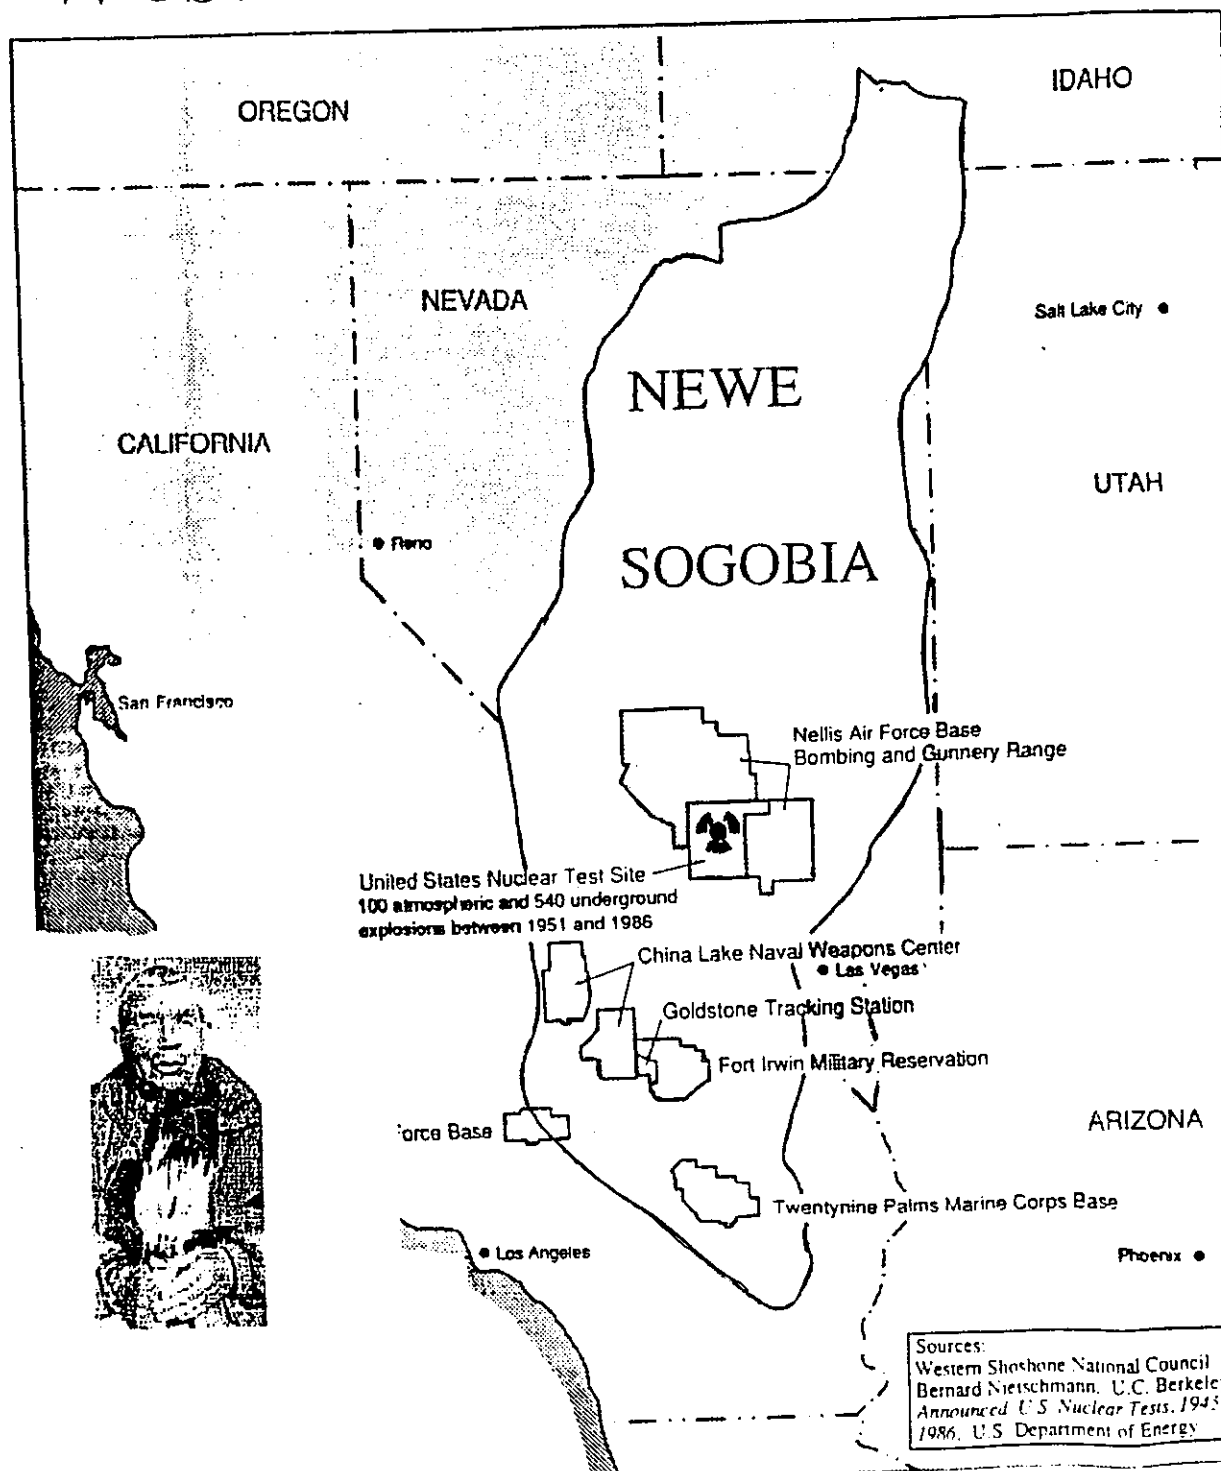 OREGON
IDAHO
NEVADA
Salt Lake City
NEWE
CALIFORNIA
UTAH
Reno
SOGOBIA
San Francisco
Nellis Air Force Base
Bombing and Gunnery Range
United States Nuclear Test Site
100 atmospheric and 540 underground
explosions between 1951 and 1986
China Lake Naval Weapons Center
Las Vegas
Goldstone Tracking Station
Fort Irwin Military Reservation
ARIZONA
orce Base
Twentynine Palms Marine Corps Base
Los Angeles
Phoenix
Sources:
Western Shoshone National Council
Bernard Nietschmann, U.C. Berkele
Announced U.S. Nuclear Tests, 1945
1986, U.S. Department of Energy